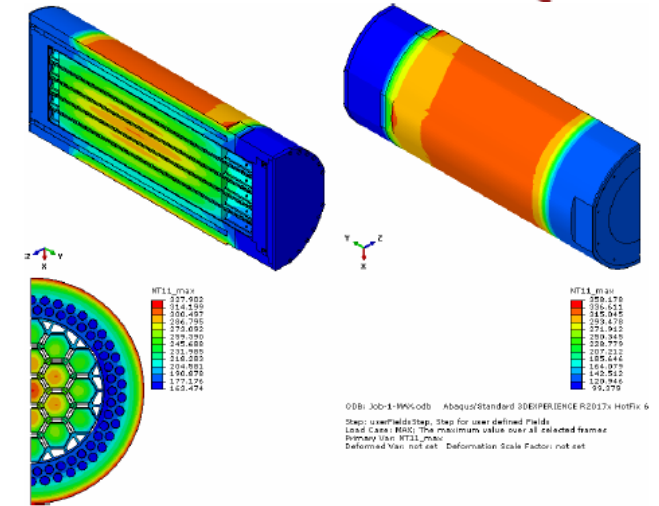 Z Y
X
Y Z
X
NT11_max
327.902
314.199
300.497
286.795
273.092
259.390
245.688
231.985
218.283
204.581
190.878
177.176
163.474
NT11_max
358.178
336.611
315.045
293.478
271.912
250.345
228.779
207.212
185.646
164.079
142.512
120.946
99.379
ODB: Job-1-MAX.odb Abaqus/Standard 3DEXPERIENCE R2017x HotFix 6
Step: userFieldsStep, Step for user defined Fields
Load Case: MAX; The maximum value over all selected frames
Primary Var: NT11_max
Deformed Var: not set Deformation Scale Factor: not set